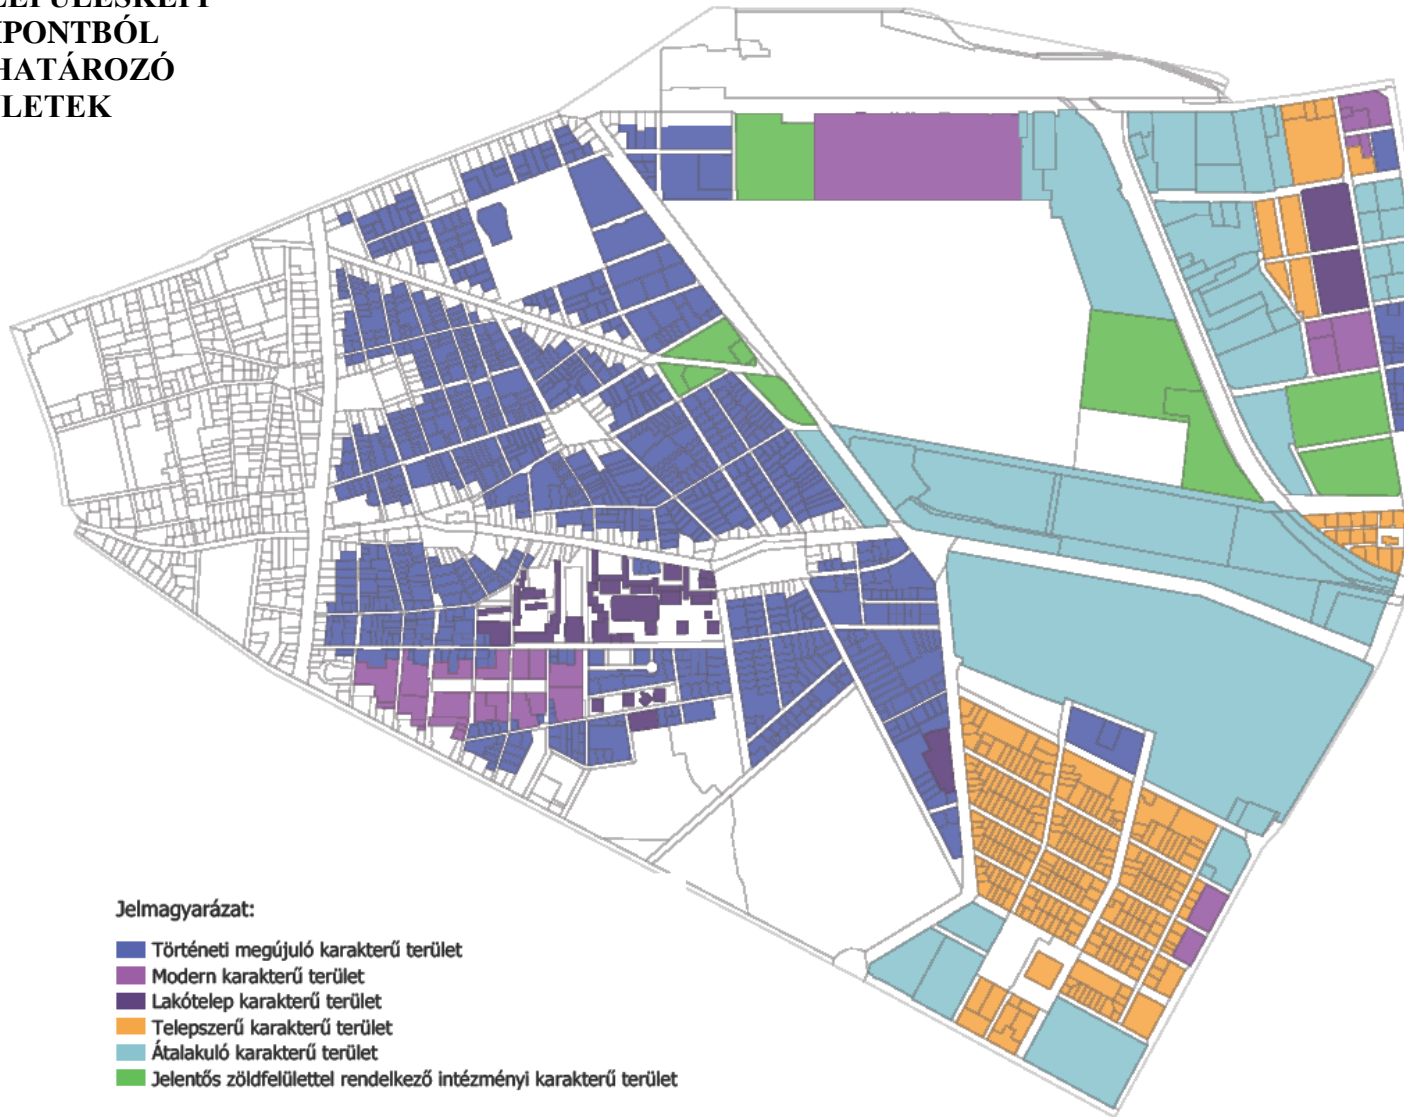 KPONTBÓL
HATÁROZÓ
LETEK
Jelmagyarázat:
Történeti megújuló karakterű terület
Modern karakterű terület
Lakótelep karakterű terület
Telepszerű karakterű terület
Átalakuló karakterű terület
Jelentős zöldfelülettel rendelkező intézményi karakterű terület